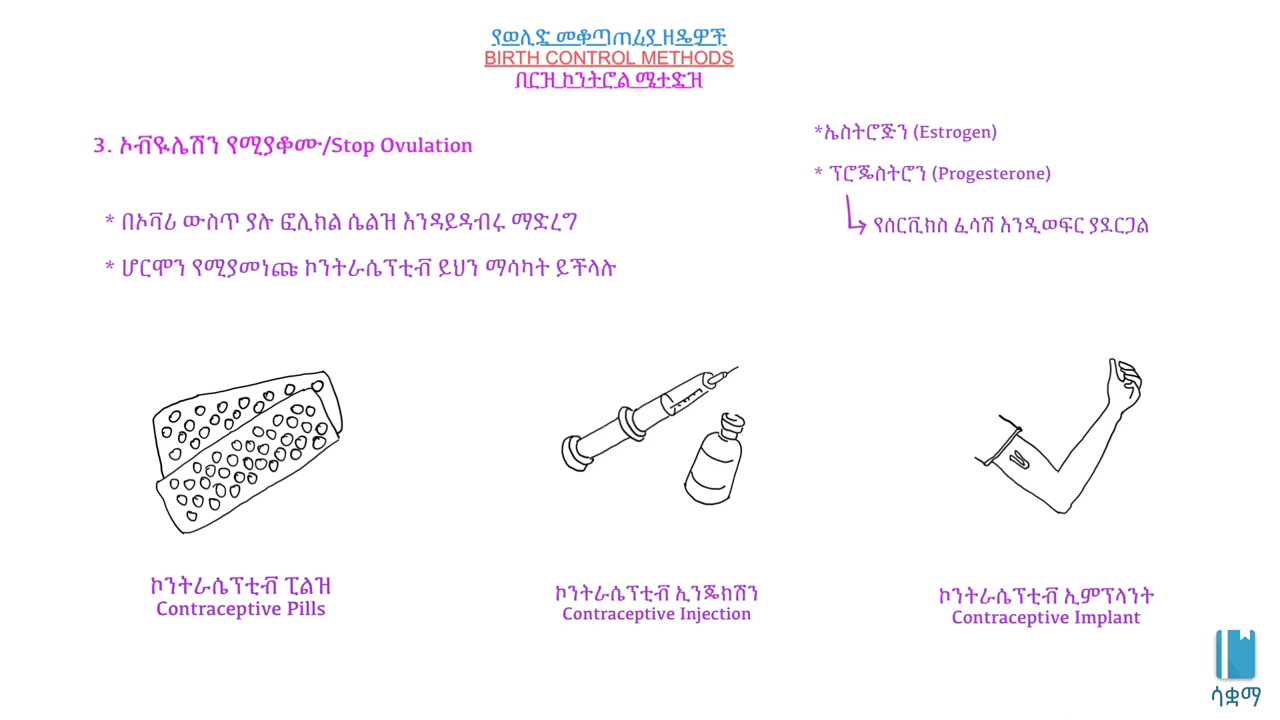 የወሊድ መቆጣጠሪያ ዘዴዎች
BIRTH CONTROL METHODS
በርዝ ኮንትሮል ሜተድዝ
3. ኦቭዩሌሽን የሚያቆሙ/Stop Ovulation
* በኦቫሪ ውስጥ ያሉ ፎሊክል ሴልዝ እንዳይዳብሩ ማድረግ
* ሆርሞን የሚያመነጩ ኮንትራሴፕቲቭ ይህን ማሳካት ይችላሉ
*ኤስትሮጅን (Estrogen)
* ፕሮጄስትሮን (Progesterone)
የሰርቪክስ ፈሳሽ እንዲወፍር ያደርጋል
ኮንትራሴፕቲቭ ፒልዝ
Contraceptive Pills
ኮንትራሴፕቲቭ ኢንጄክሽን
Contraceptive Injection
ኮንትራሴፕቲቭ ኢምፕላንት
Contraceptive Implant
ሳቋማ